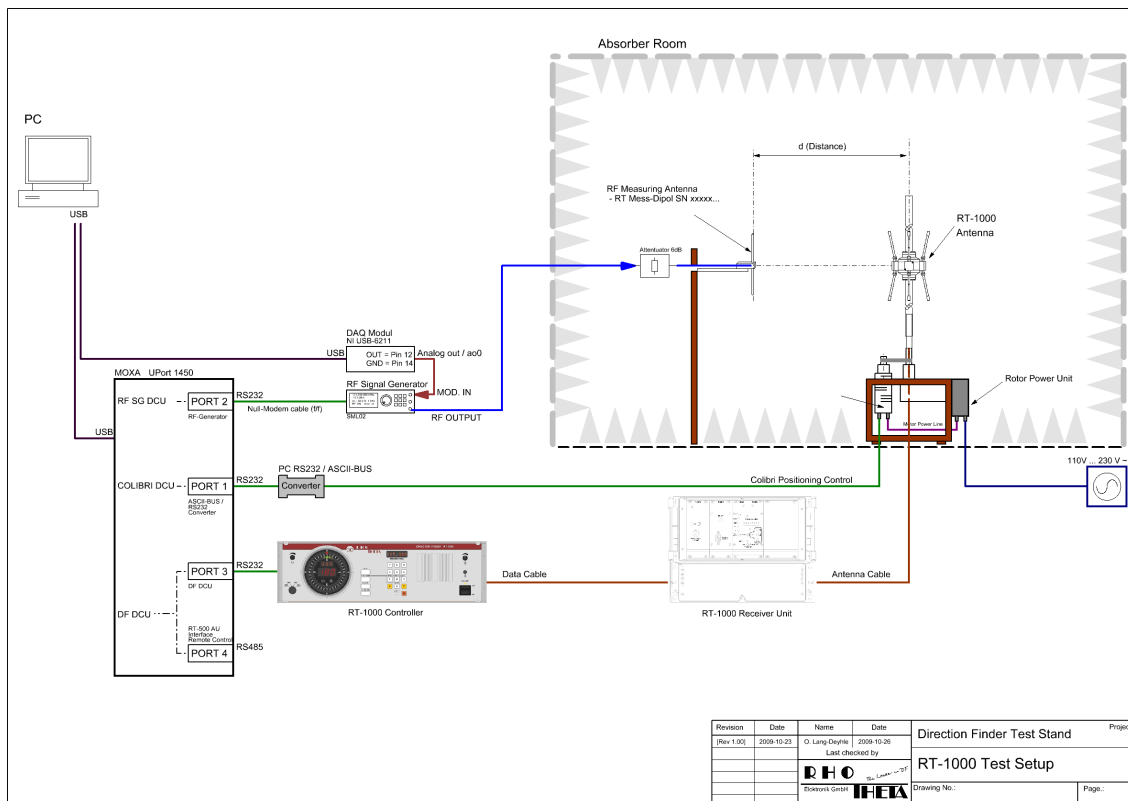 Absorber Room
PC
USB
d (Distance)
RF Measuring Antenna
- RT Mess-Dipol SN xxxxx...
RT-1000
Antenna
Attentuator 6dB
DAQ Modul
NI USB-6211
USB
OUT = Pin 12
GND = Pin 14
Analog out / ao0
MOXA UPort 1450
RF Signal Generator
MOD. IN
Rotor Power Unit
RF SG DCU
PORT 2
RS232
RF-Generator
Null-Modem cable (f/f)
SML02
RF OUTPUT
Motor Power Line
USB
110V ... 230 V ~
PC RS232 / ASCII-BUS
COLIBRI DCU
PORT 1
RS232
Converter
Colibri Positioning Control
ASCII-BUS /
RS232
Converter
PORT 3
RS232
DF DCU
Data Cable
Antenna Cable
DF DCU
RT-1000 Controller
RT-1000 Receiver Unit
RT-500 AU
Interface
Remote Control
PORT 4
RS485
Revision
Date
Name
Date
Direction Finder Test Stand
Projec
[Rev 1.00]
2009-10-23
O. Lang-Deyhle
2009-10-26
Last checked by
RT-1000 Test Setup
RHO
Elektronik GmbH
THETA
Drawing No.:
Page.: